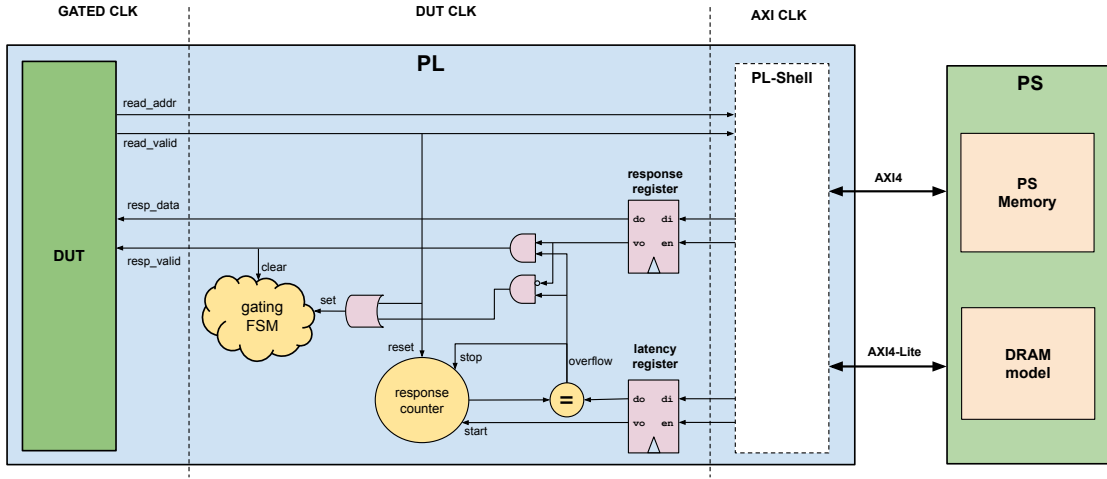 GATED CLK
DUT CLK
AXI CLK
PL
PL-Shell
PS
read_addr
read_valid
response
register
AXI4
PS
Memory
resp_data
do di
DUT
vo en
resp_valid
clear
gating
FSM
set
reset
stop
overflow
latency
register
AXI4-Lite
DRAM
model
response
counter
=
do di
start
vo en